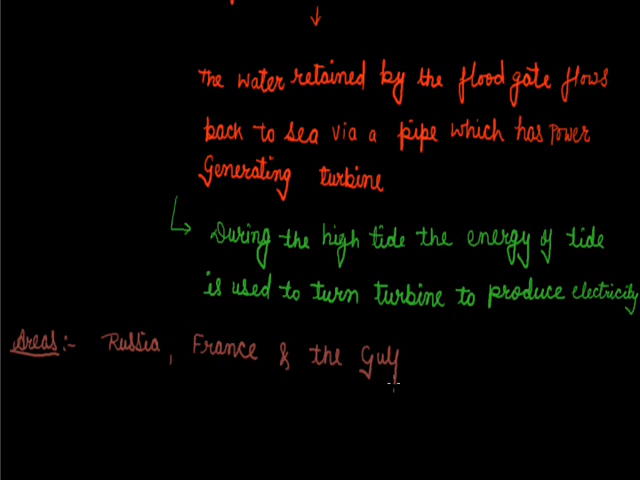 The water retained by the flood gate flows
back to sea via a pipe which has power
Generating turbine
During the high tide the energy of tide
is used to turn turbine to produce electricity
Areas:- Russia, France & the Gulf